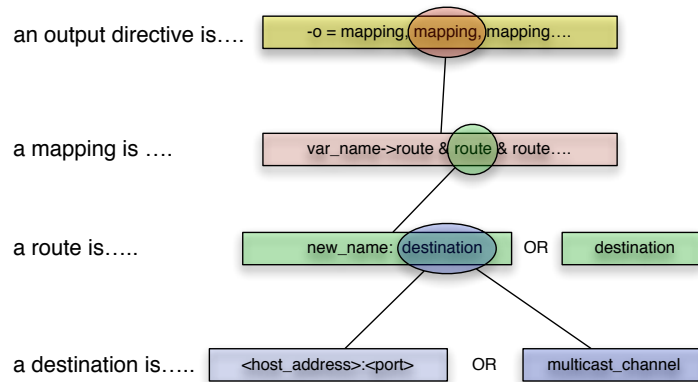 an output directive is…. -o = mapping, mapping, mapping….
a mapping is …. var_name->route & route & route….
a route is….. new_name: destination OR destination
a destination is….. <host_address>:<port> OR multicast_channel